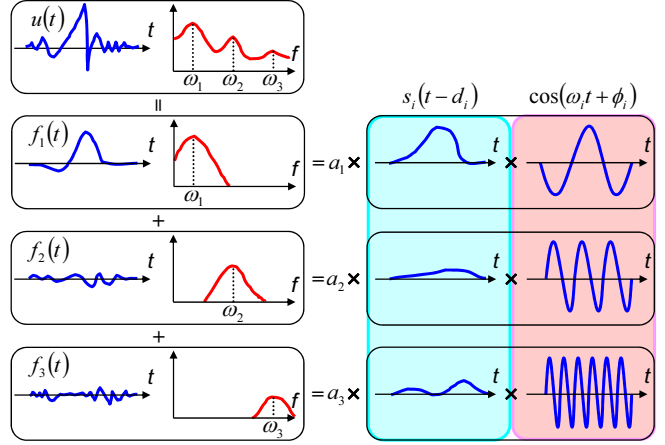 u(t) t f
ω₁ ω₂ ω₃
s_i(t − d_i) cos(ω_i t + φ_i)
=
f₁(t) t f = a₁ × t × t
ω₁
+
f₂(t) t f = a₂ × t × t
ω₂
+
f₃(t) t f = a₃ × t × t
ω₃